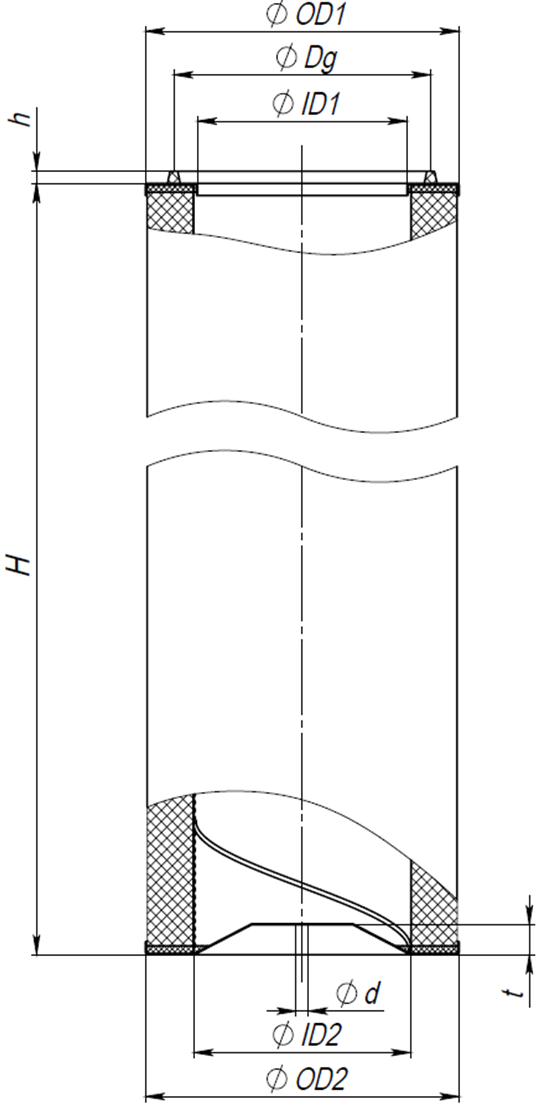 ⌀ OD1
⌀ Dg
⌀ ID1
h
H
t
⌀ d
⌀ ID2
⌀ OD2